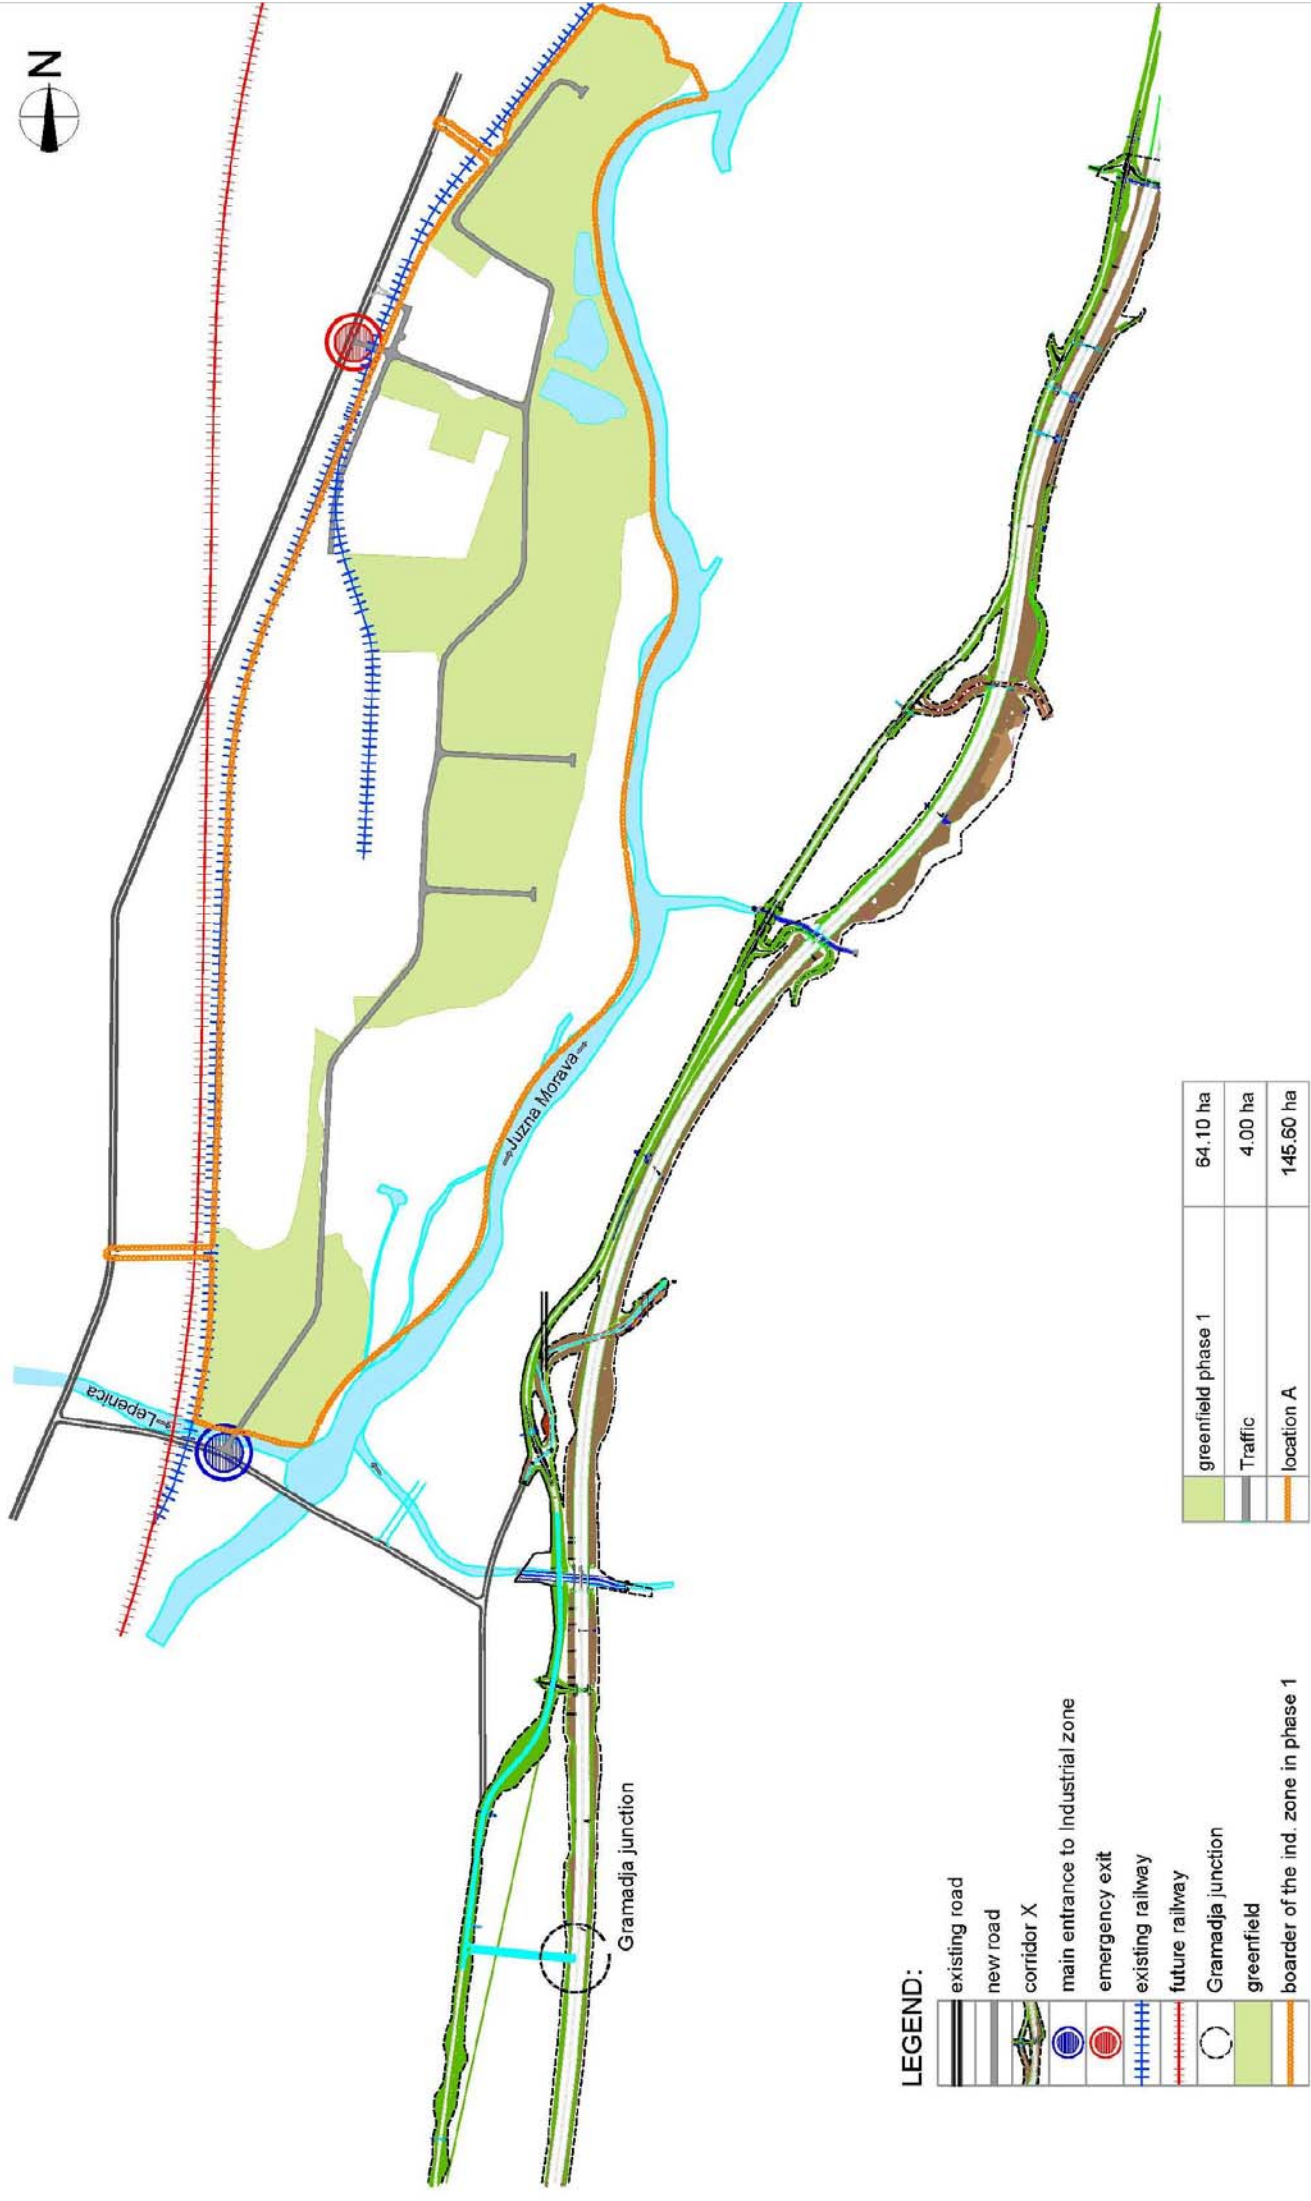 N
←Lepenica→
←Juzna Morava→
Gramadja junction
greenfield phase 1 64.10 ha
Traffic 4.00 ha
location A 145.60 ha
LEGEND:
existing road
new road
corridor X
main entrance to Industrial zone
emergency exit
existing railway
future railway
Gramadja junction
greenfield
boarder of the ind. zone in phase 1